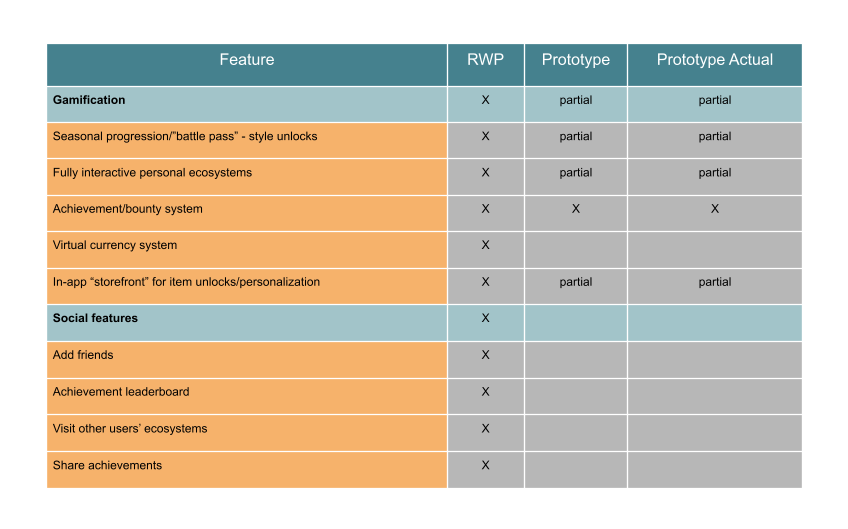 Feature RWP Prototype Prototype Actual
Gamification X partial partial
Seasonal progression/”battle pass” - style unlocks X partial partial
Fully interactive personal ecosystems X partial partial
Achievement/bounty system X X X
Virtual currency system X
In-app “storefront” for item unlocks/personalization X partial partial
Social features X
Add friends X
Achievement leaderboard X
Visit other users’ ecosystems X
Share achievements X